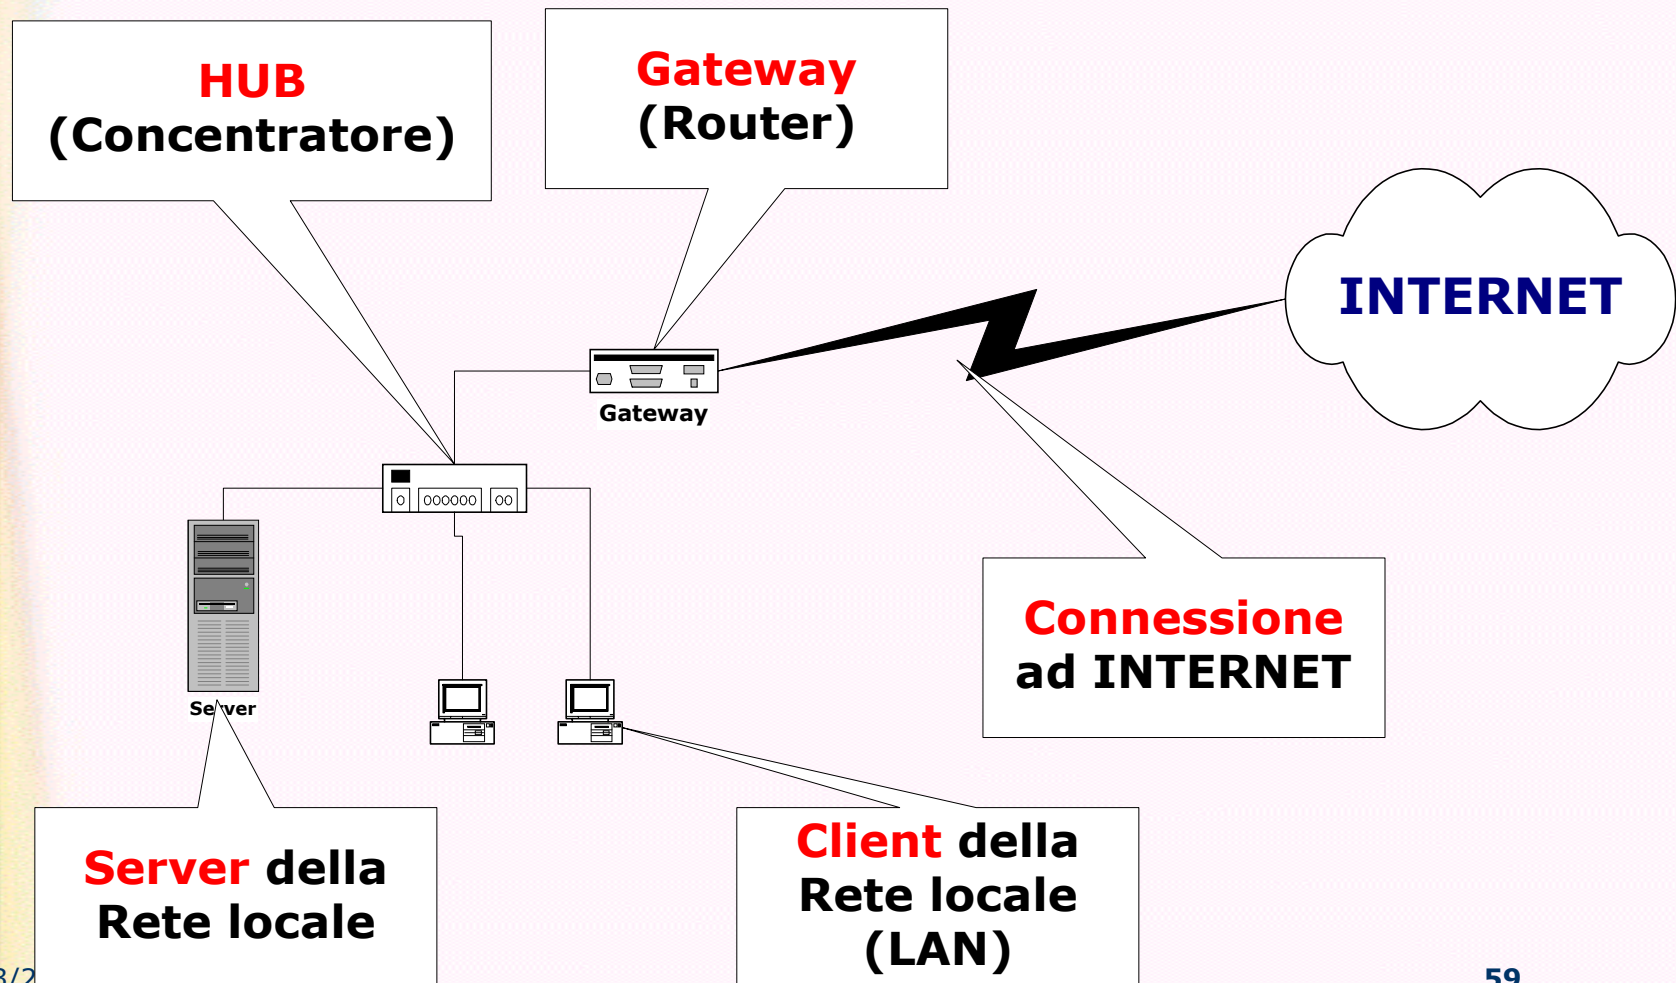 HUB
(Concentratore)
Gateway
(Router)
INTERNET
Gateway
Server
Connessione
ad INTERNET
Server della
Rete locale
Client della
Rete locale
(LAN)
59